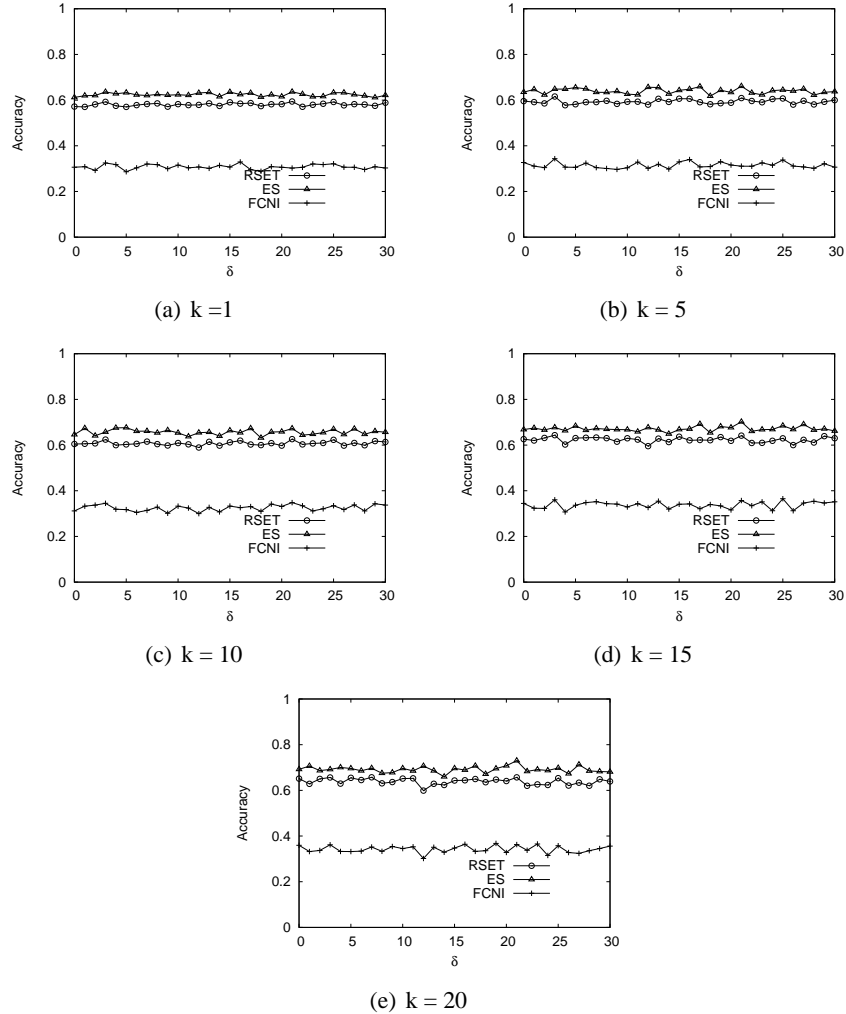 1
0.8
0.6
0.4
0.2
0
Accuracy
0 5 10 15 20 25 30
δ
RSET
ES
FCNI
(a) k =1
1
0.8
0.6
0.4
0.2
0
Accuracy
0 5 10 15 20 25 30
δ
RSET
ES
FCNI
(b) k = 5
1
0.8
0.6
0.4
0.2
0
Accuracy
0 5 10 15 20 25 30
δ
RSET
ES
FCNI
(c) k = 10
1
0.8
0.6
0.4
0.2
0
Accuracy
0 5 10 15 20 25 30
δ
RSET
ES
FCNI
(d) k = 15
1
0.8
0.6
0.4
0.2
0
Accuracy
0 5 10 15 20 25 30
δ
RSET
ES
FCNI
(e) k = 20